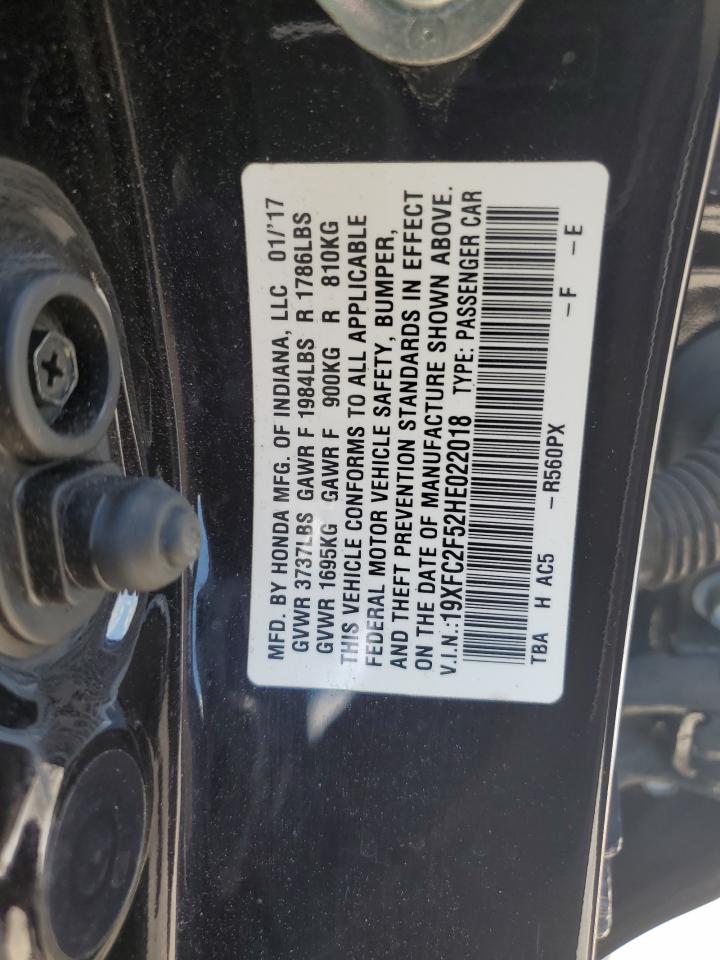 MFD. BY HONDA MFG. OF INDIANA, LLC 01/'17
GVWR 3737LBS GAWR F 1984LBS R 1786LBS
GVWR 1695KG GAWR F 900KG R 810KG
THIS VEHICLE CONFORMS TO ALL APPLICABLE
FEDERAL MOTOR VEHICLE SAFETY, BUMPER,
AND THEFT PREVENTION STANDARDS IN EFFECT
ON THE DATE OF MANUFACTURE SHOWN ABOVE.
V.I.N.:19XFC2F52HE022018 TYPE: PASSENGER CAR
TBA H AC5 - R560PX - F - E